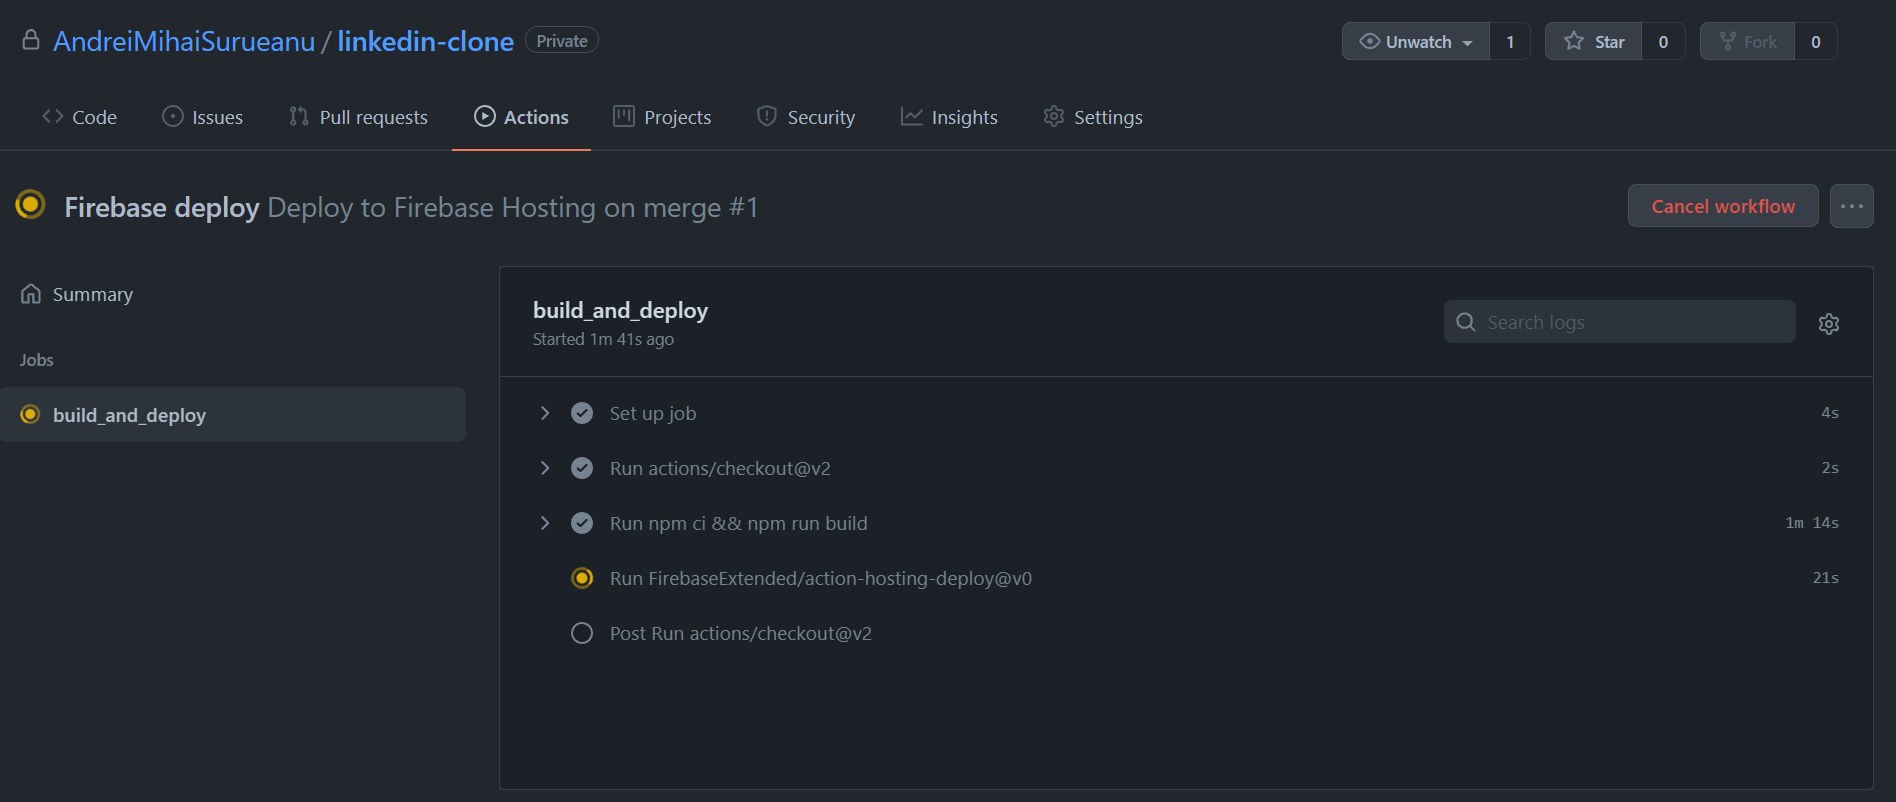 AndreiMihaiSurueanu / linkedin-clone Private Unwatch 1 Star 0 Fork 0
Code Issues Pull requests Actions Projects Security Insights Settings
Firebase deploy Deploy to Firebase Hosting on merge #1 Cancel workflow ...
Summary
Jobs
build_and_deploy
build_and_deploy
Started 1m 41s ago
Search logs
Set up job 4s
Run actions/checkout@v2 2s
Run npm ci && npm run build 1m 14s
Run FirebaseExtended/action-hosting-deploy@v0 21s
Post Run actions/checkout@v2